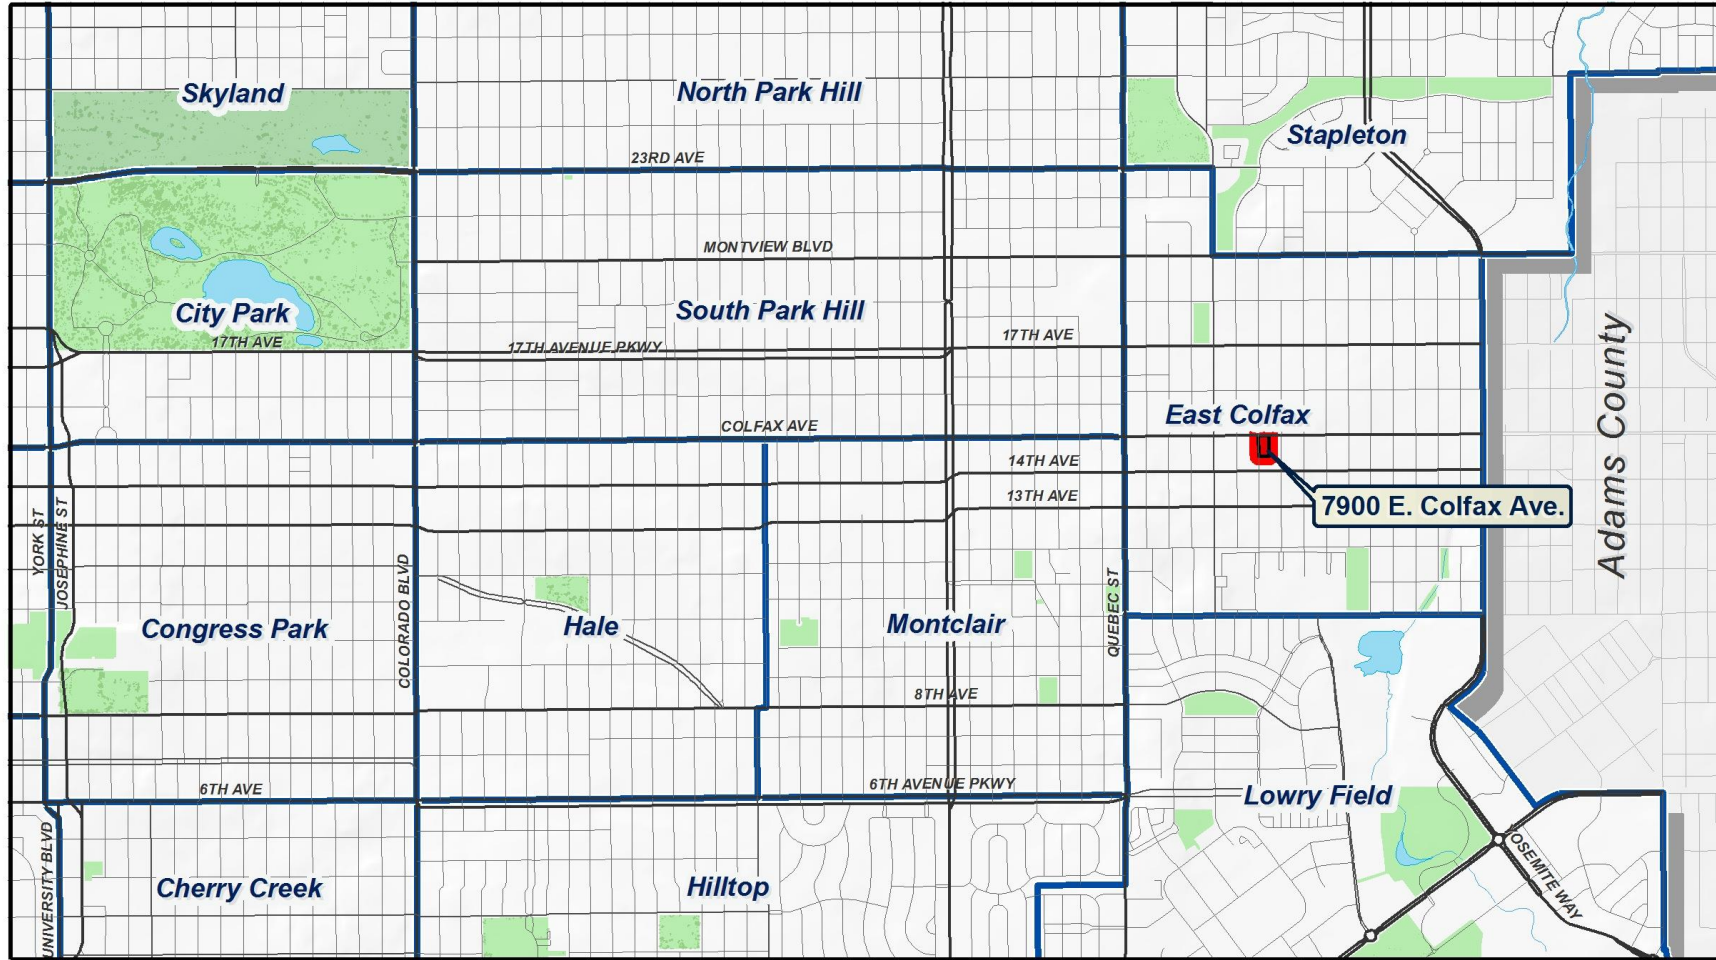 Skyland
North Park Hill
Stapleton
23RD AVE
MONTVIEW BLVD
City Park
South Park Hill
17TH AVE
17TH AVENUE PKWY
17TH AVE
Adams County
East Colfax
COLFAX AVE
14TH AVE
13TH AVE
7900 E. Colfax Ave.
YORK ST
JOSEPHINE ST
COLORADO BLVD
QUEBEC ST
Congress Park
Hale
Montclair
8TH AVE
6TH AVE
6TH AVENUE PKWY
Lowry Field
UNIVERSITY BLVD
YOSEMITE WAY
Cherry Creek
Hilltop